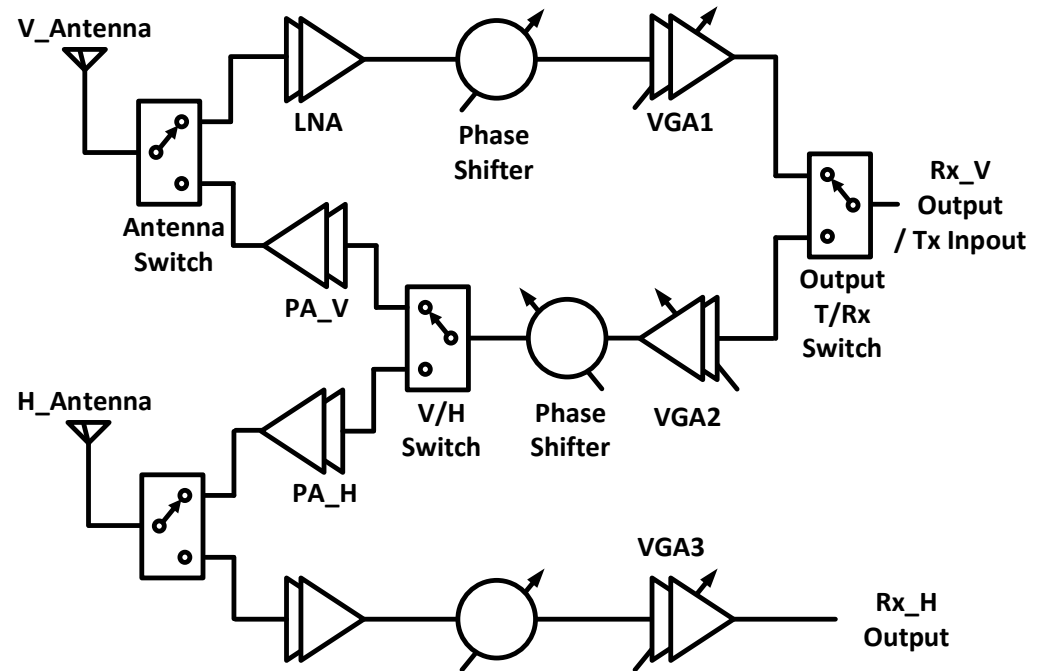 V_Antenna
LNA
Phase
Shifter
VGA1
Antenna
Switch
Rx_V
Output
/ Tx Inpout
PA_V
Output
T/Rx
Switch
H_Antenna
V/H
Switch
Phase
Shifter
VGA2
PA_H
VGA3
Rx_H
Output